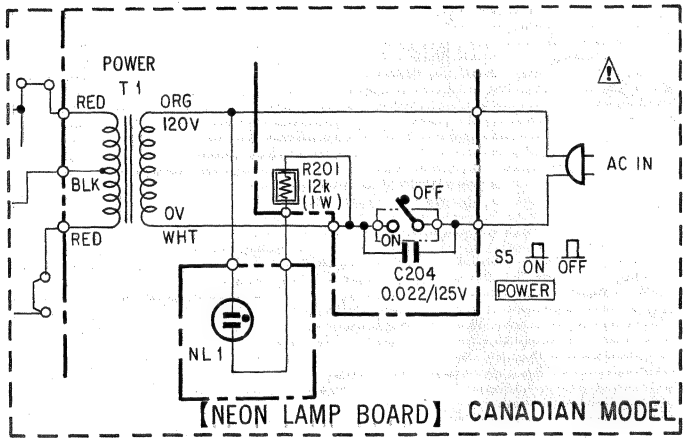 POWER
T1
RED
ORG
120V
BLK
RED
0V
WHT
R201
12k
(1W)
OFF
ON
C204
0.022/125V
AC IN
S5
ON
OFF
POWER
NL1
【NEON LAMP BOARD】
CANADIAN MODEL